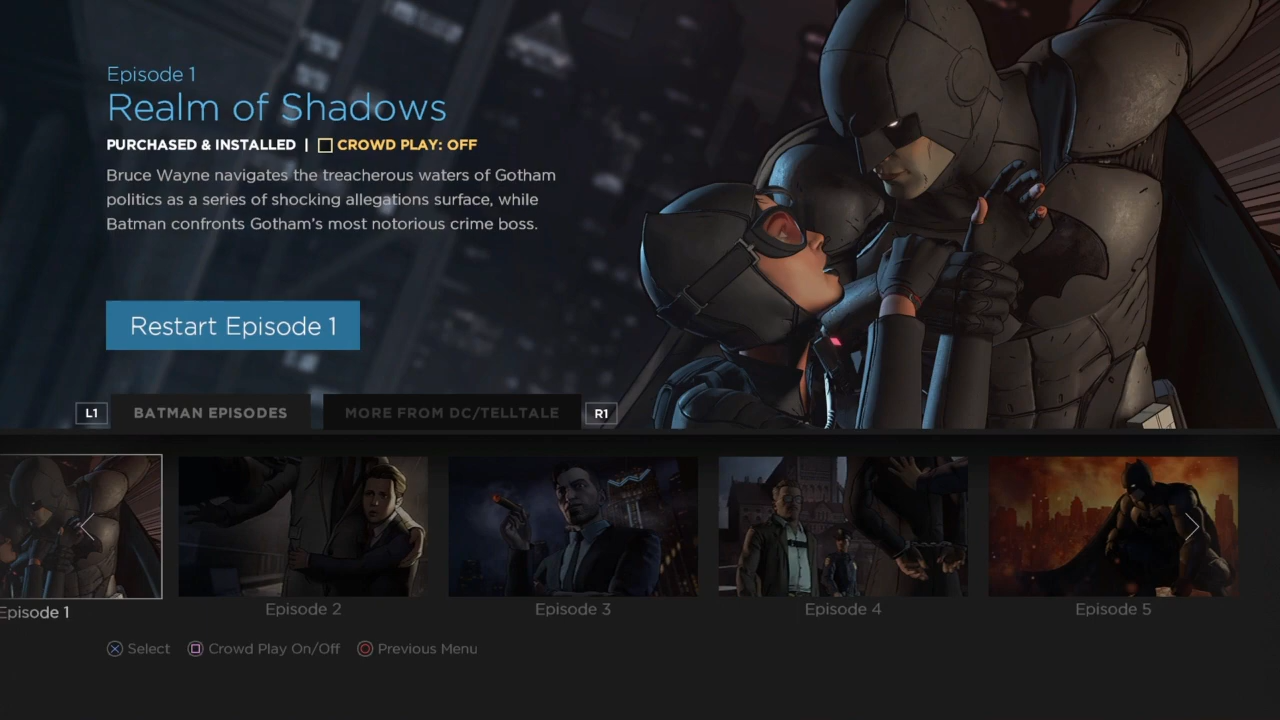 Episode 1
Realm of Shadows
PURCHASED & INSTALLED | CROWD PLAY: OFF
Bruce Wayne navigates the treacherous waters of Gotham
politics as a series of shocking allegations surface, while
Batman confronts Gotham's most notorious crime boss.
Restart Episode 1
L1 BATMAN EPISODES MORE FROM DC/TELLTALE R1
Episode 1 Episode 2 Episode 3 Episode 4 Episode 5
Select Crowd Play On/Off Previous Menu